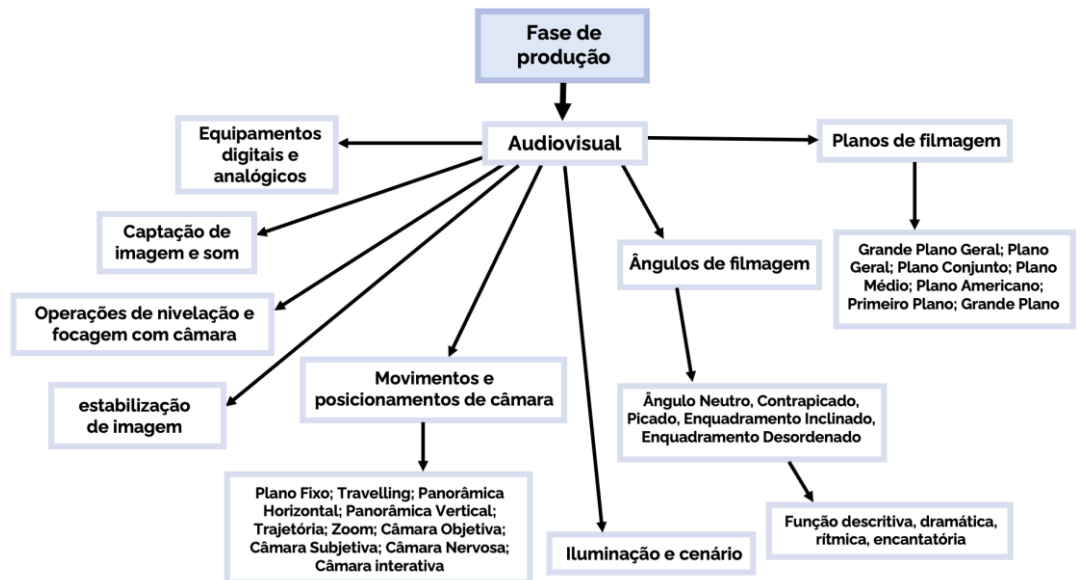 Fase de
produção
Audiovisual
Equipamentos
digitais e
analógicos
Planos de filmagem
Captação de
imagem e som
Ângulos de filmagem
Grande Plano Geral; Plano
Geral; Plano Conjunto; Plano
Médio; Plano Americano;
Primeiro Plano; Grande Plano
Operações de nivelação e
focagem com câmara
Movimentos e
posicionamentos de câmara
estabilização
de imagem
Ângulo Neutro, Contrapicado,
Picado, Enquadramento Inclinado,
Enquadramento Desordenado
Plano Fixo; Travelling; Panorâmica
Horizontal; Panorâmica Vertical;
Trajetória; Zoom; Câmara Objetiva;
Câmara Subjetiva; Câmara Nervosa;
Câmara interativa
Iluminação e cenário
Função descritiva, dramática,
rítmica, encantatória